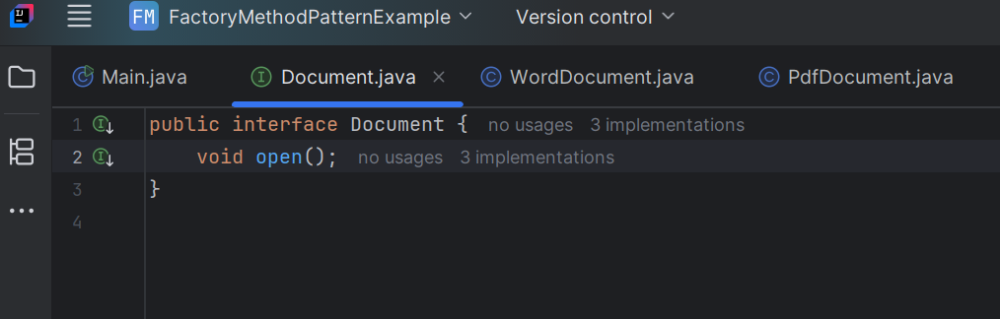 IJ FM FactoryMethodPatternExample Version control
Main.java Document.java WordDocument.java PdfDocument.java
1 I public interface Document { no usages 3 implementations
2 I void open(); no usages 3 implementations
3 }
4